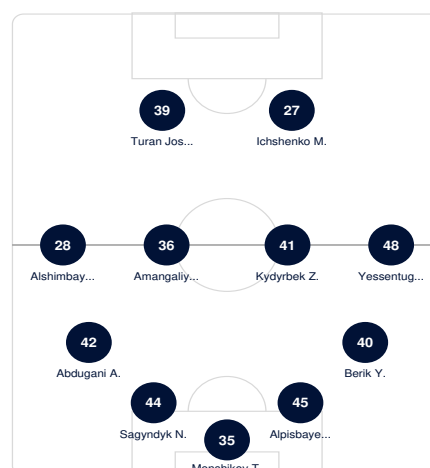 39
27
Turan Jos...
Ichshenko M.
28
36
41
48
Alshimbay...
Amangaliy...
Kydyrbek Z.
Yessentug...
42
40
Abdugani A.
Berik Y.
44
45
Sagyndyk N.
Alpisbaye...
35